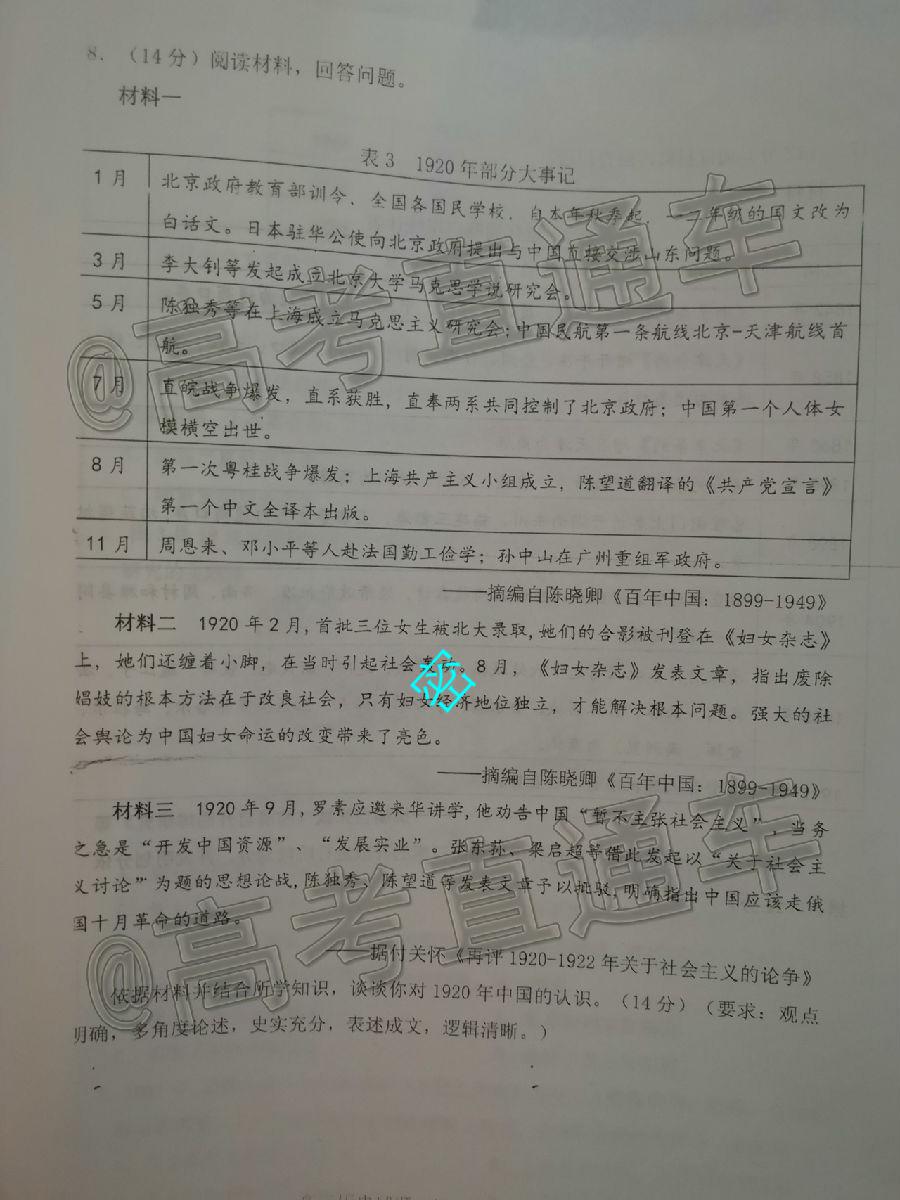 8. （14分）阅读材料，回答问题。
材料一
表3 1920年部分大事记
1月
北京政府教育部训令，全国各国民学校，自本年秋季起，一二年级的国文改为
白话文。日本驻华公使向北京政府提出与中国直接交涉山东问题。
3月
李大钊等发起成立北京大学马克思学说研究会。
5月
陈独秀等在上海成立马克思主义研究会；中国民航第一条航线北京-天津航线首
航。
7月
直皖战争爆发，直系获胜，直奉两系共同控制了北京政府；中国第一个人体女
模横空出世。
8月
第一次粤桂战争爆发；上海共产主义小组成立，陈望道翻译的《共产党宣言》
第一个中文全译本出版。
11月
周恩来、邓小平等人赴法国勤工俭学；孙中山在广州重组军政府。
——摘编自陈晓卿《百年中国：1899-1949》
材料二 1920年2月，首批三位女生被北大录取，她们的合影被刊登在《妇女杂志》
上，她们还缠着小脚，在当时引起社会轰动。8月，《妇女杂志》发表文章，指出废除
娼妓的根本方法在于改良社会，只有妇女经济地位独立，才能解决根本问题。强大的社
会舆论为中国妇女命运的改变带来了亮色。
——摘编自陈晓卿《百年中国：1899-1949》
材料三 1920年9月，罗素应邀来华讲学，他劝告中国“暂不主张社会主义”，当务
之急是“开发中国资源”、“发展实业”。张东荪、梁启超等借此发起以“关于社会主
义讨论”为题的思想论战，陈独秀、陈望道等发表文章予以批驳，明确指出中国应该走俄
国十月革命的道路。
——据付关怀《再评1920-1922年关于社会主义的论争》
依据材料并结合所学知识，谈谈你对1920年中国的认识。（14分）（要求：观点
明确，多角度论述，史实充分，表述成文，逻辑清晰。）
@高考直通车
@高考直通车